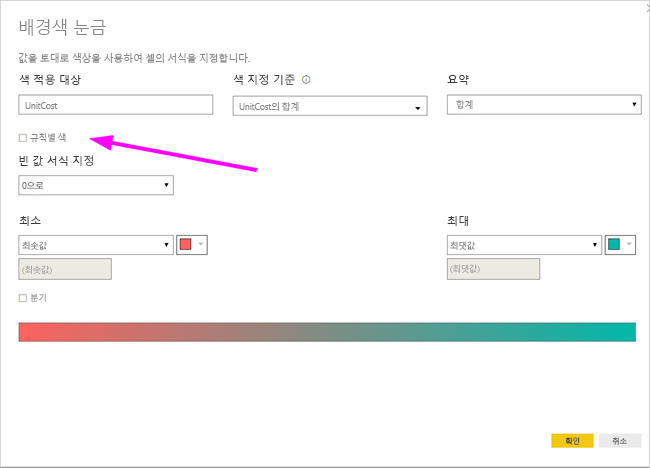 배경색 눈금
값을 토대로 색상을 사용하여 셀의 서식을 지정합니다.
색 적용 대상 색 지정 기준 요약
UnitCost UnitCost의 합계 합계
규칙별 색
빈 값 서식 지정
0으로
최소 최대
최솟값 최댓값
(최솟값) (최댓값)
분기
확인 취소